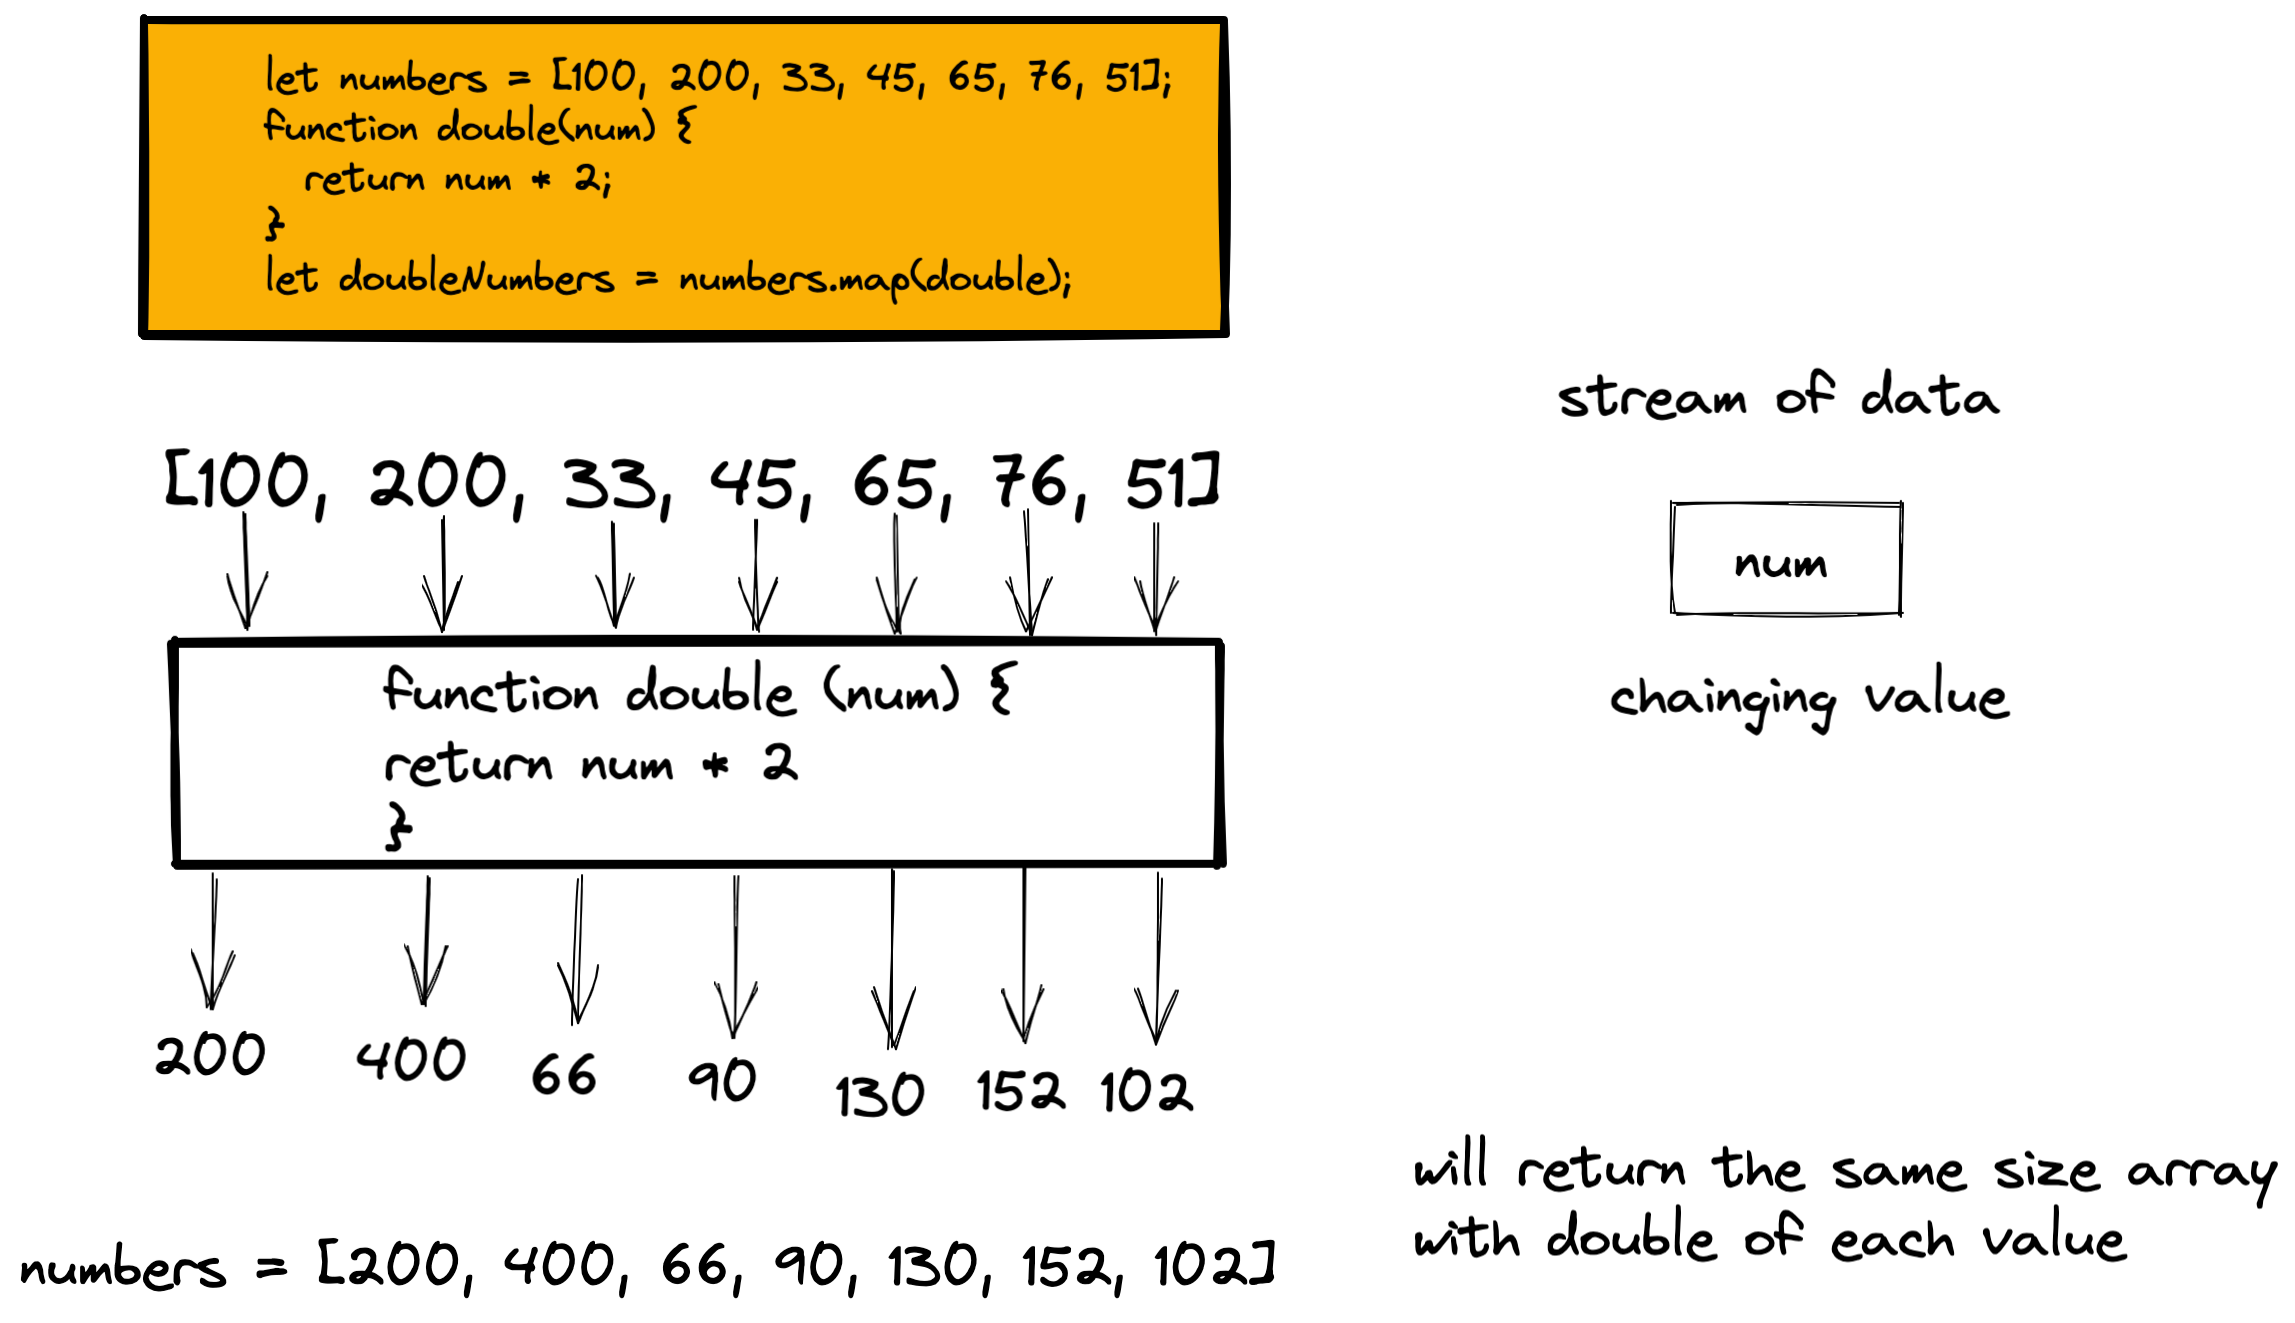 let numbers = [100, 200, 33, 45, 65, 76, 51];
function double(num) {
return num * 2;
}
let doubleNumbers = numbers.map(double);
stream of data
[100, 200, 33, 45, 65, 76, 51]
num
function double (num) {
return num * 2
}
chainging value
200 400 66 90 130 152 102
will return the same size array
with double of each value
numbers = [200, 400, 66, 90, 130, 152, 102]